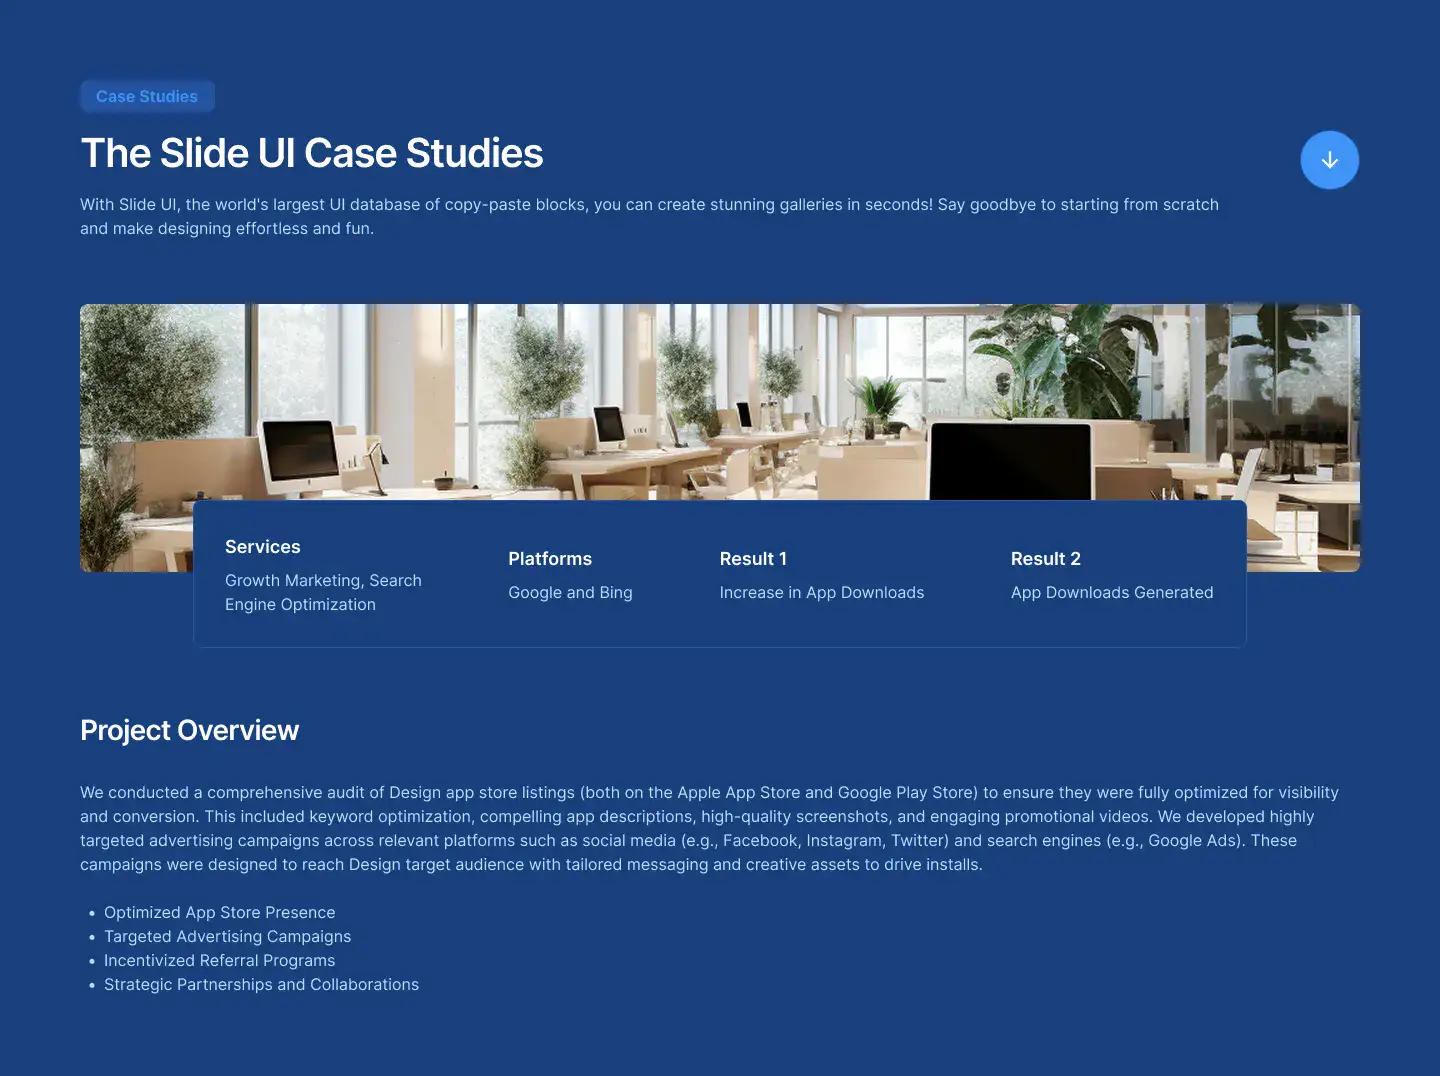 Case Studies
The Slide UI Case Studies
With Slide UI, the world's largest UI database of copy-paste blocks, you can create stunning galleries in seconds! Say goodbye to starting from scratch
and make designing effortless and fun.
Services
Growth Marketing, Search
Engine Optimization
Platforms
Google and Bing
Result 1
Increase in App Downloads
Result 2
App Downloads Generated
Project Overview
We conducted a comprehensive audit of Design app store listings (both on the Apple App Store and Google Play Store) to ensure they were fully optimized for visibility
and conversion. This included keyword optimization, compelling app descriptions, high-quality screenshots, and engaging promotional videos. We developed highly
targeted advertising campaigns across relevant platforms such as social media (e.g., Facebook, Instagram, Twitter) and search engines (e.g., Google Ads). These
campaigns were designed to reach Design target audience with tailored messaging and creative assets to drive installs.
• Optimized App Store Presence
• Targeted Advertising Campaigns
• Incentivized Referral Programs
• Strategic Partnerships and Collaborations